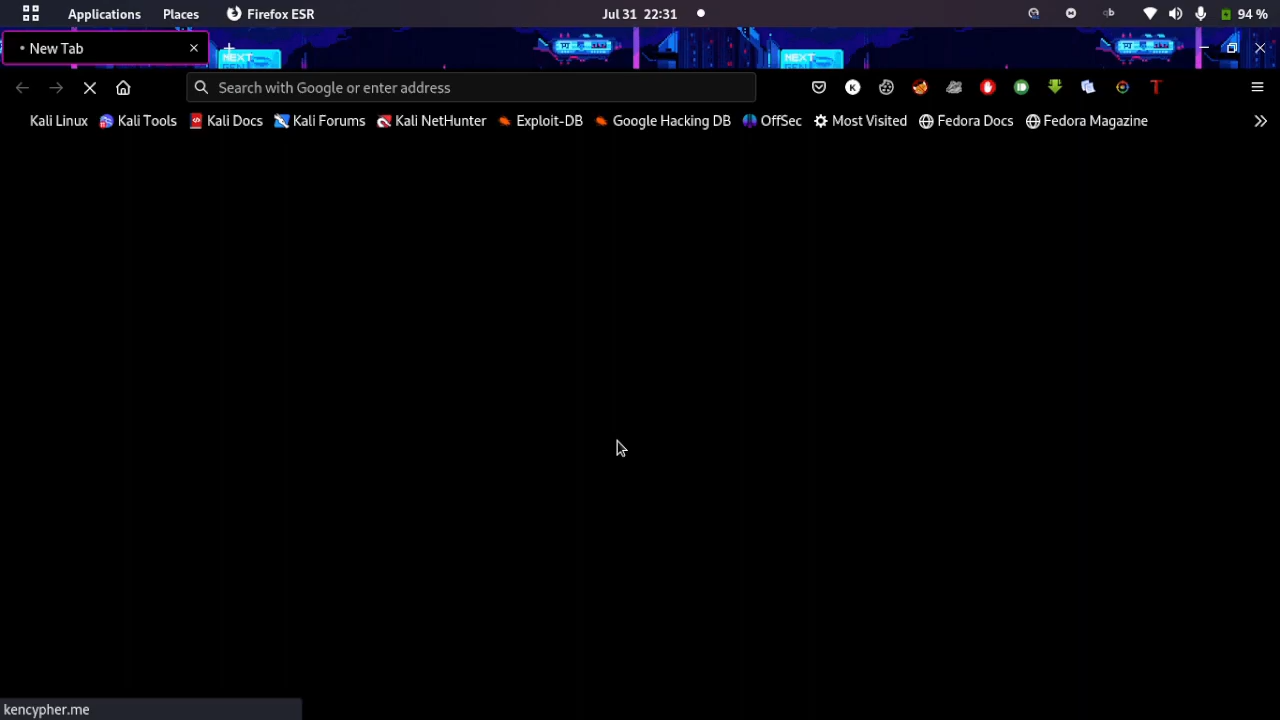 Applications Places Firefox ESR Jul 31 22:31 94 %
New Tab
NEXT NEXT
Search with Google or enter address
Kali Linux Kali Tools Kali Docs Kali Forums Kali NetHunter Exploit-DB Google Hacking DB OffSec Most Visited Fedora Docs Fedora Magazine
kencypher.me